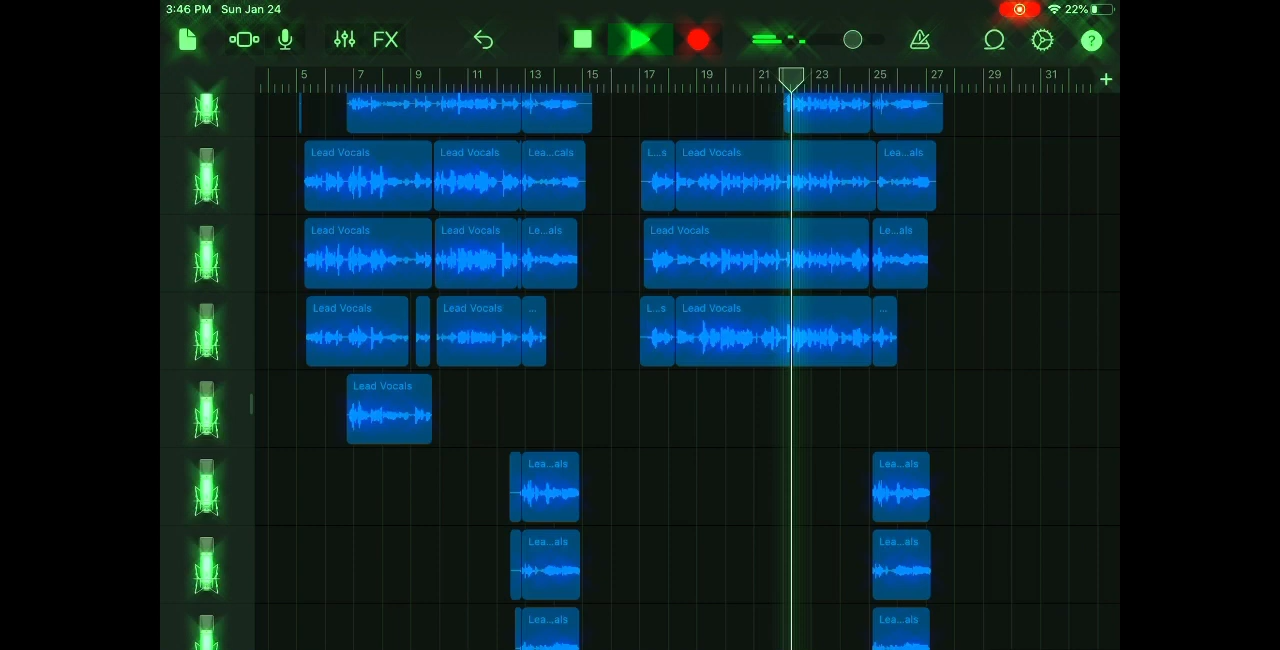 3:46 PM Sun Jan 24 22%
FX ?
5 7 9 11 13 15 17 19 21 23 25 27 29 31 +
Lead Vocals Lead Vocals Lea...cals L...s Lead Vocals Lea...als
Lead Vocals Lead Vocals Le...als Lead Vocals Le...als
Lead Vocals Lead Vocals ... L...s Lead Vocals ...
Lead Vocals
Lea...als Lea...als
Lea...als Lea...als
Lea...als Lea...als